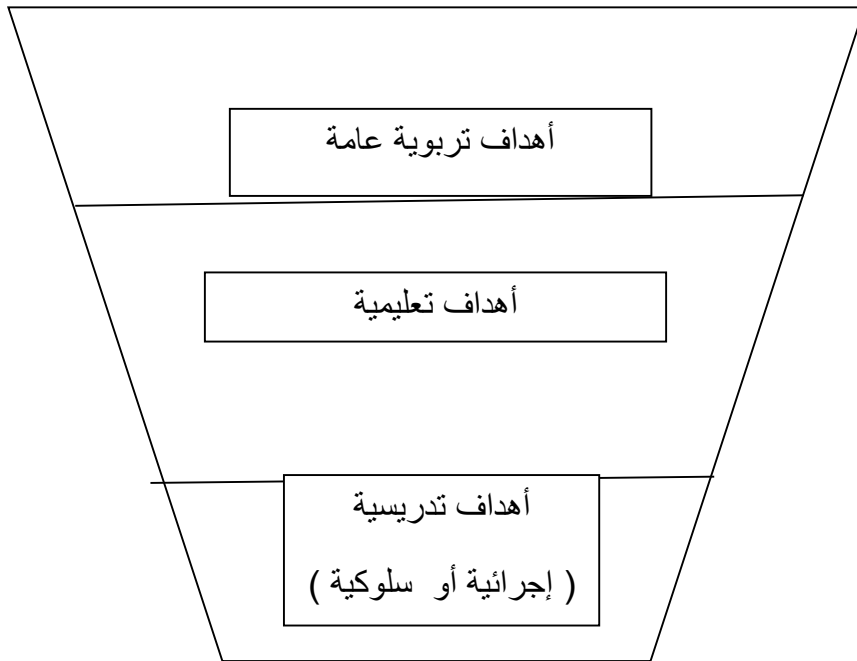 أهداف تربوية عامة
أهداف تعليمية
أهداف تدريسية
( إجرائية أو سلوكية )